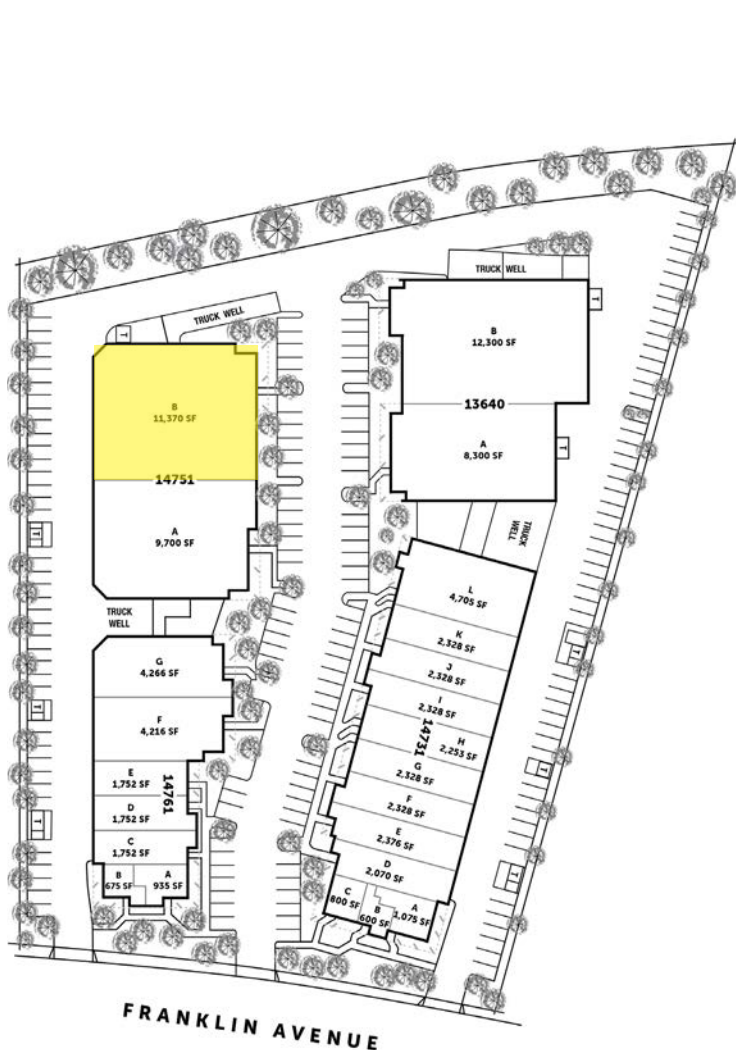 TRUCK WELL
T
B
12,300 SF
13640
A
8,300 SF
T
TRUCK
WELL
TRUCK WELL
T
B
11,370 SF
14751
A
9,700 SF
T
TRUCK
WELL
G
4,266 SF
F
4,216 SF
E
1,752 SF
14761
D
1,752 SF
C
1,752 SF
B
675 SF
A
935 SF
T
T
L
4,705 SF
K
2,328 SF
J
2,328 SF
I
2,328 SF
14731
H
2,253 SF
G
2,328 SF
F
2,328 SF
E
2,376 SF
D
2,070 SF
C
800 SF
B
600 SF
A
1,075 SF
T
T
T
FRANKLIN AVENUE